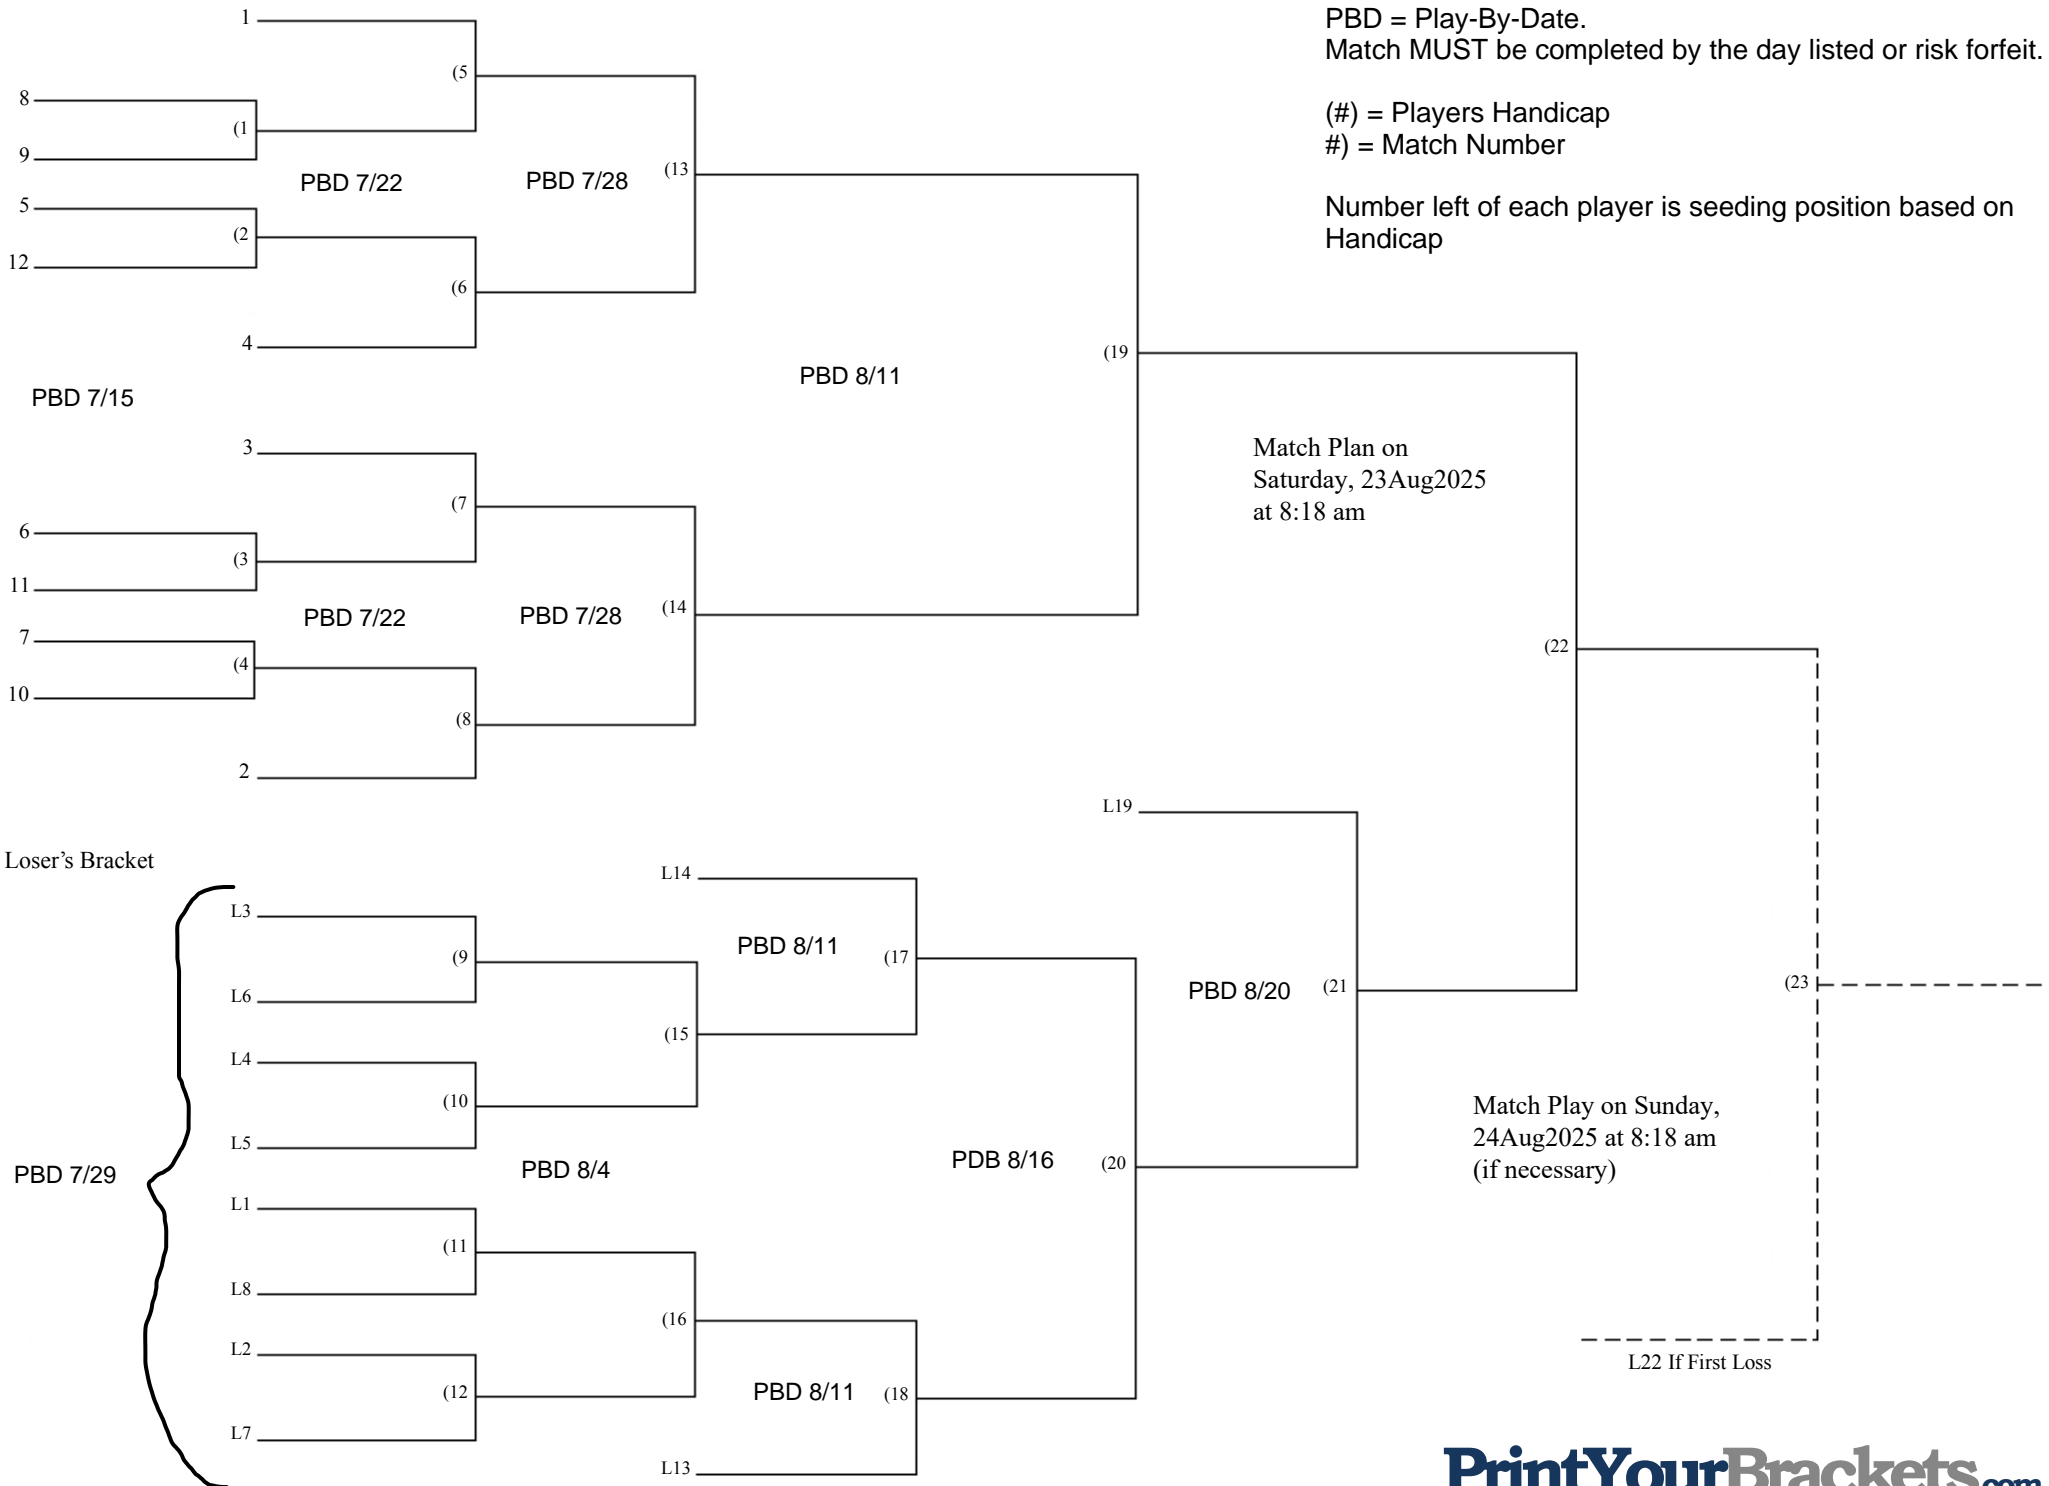 PBD = Play-By-Date.
Match MUST be completed by the day listed or risk forfeit.
(#) = Players Handicap
#) = Match Number
Number left of each player is seeding position based on
Handicap
1
(5
8
(1
9
PBD 7/22
PBD 7/28
(13
5
(2
12
(6
4
PBD 8/11
(19
PBD 7/15
3
Match Plan on
Saturday, 23Aug2025
at 8:18 am
(7
6
(3
11
PBD 7/22
PBD 7/28
(14
7
(4
10
(8
2
(22
L19
Loser’s Bracket
L14
L3
PBD 8/11
(17
(9
L6
PBD 8/20
(21
(23
(15
L4
(10
L5
Match Play on Sunday,
24Aug2025 at 8:18 am
(if necessary)
PBD 7/29
PBD 8/4
PDB 8/16
(20
L1
(11
L8
(16
L2
L22 If First Loss
(12
PBD 8/11
(18
L7
L13
PrintYourBrackets.com